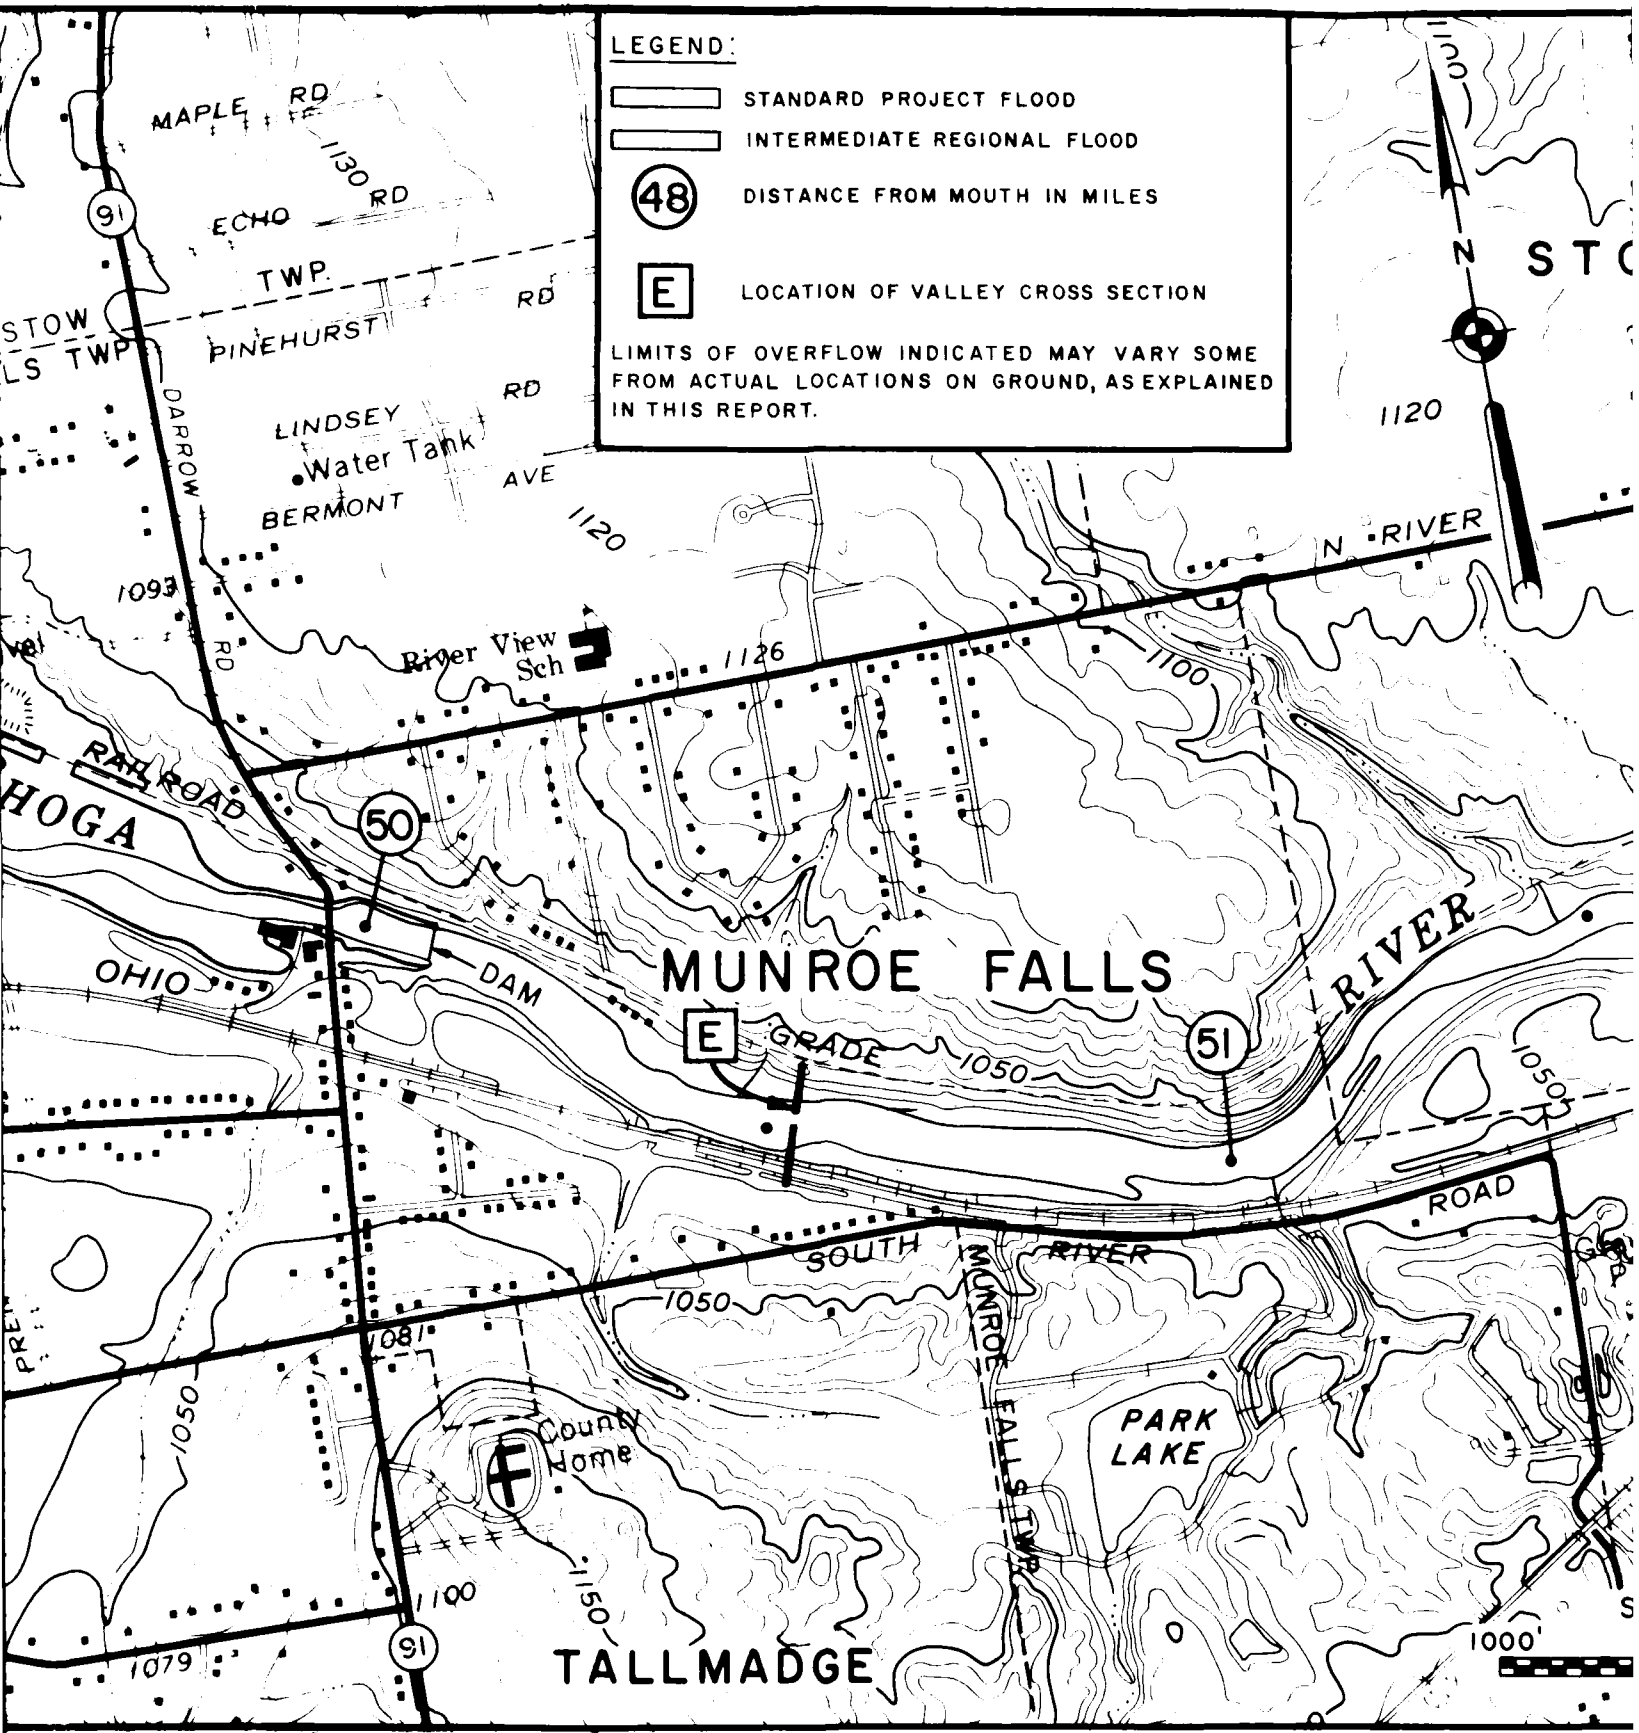 LEGEND:
STANDARD PROJECT FLOOD
INTERMEDIATE REGIONAL FLOOD
48 DISTANCE FROM MOUTH IN MILES
E LOCATION OF VALLEY CROSS SECTION
LIMITS OF OVERFLOW INDICATED MAY VARY SOME
FROM ACTUAL LOCATIONS ON GROUND, AS EXPLAINED
IN THIS REPORT.
1100
MAPLE RD
1130
91
ECHO RD
TWP.
N
STO
STOW
LS TWP
PINEHURST RD
DARROW RD
LINDSEY RD
Water Tank
BERMONT AVE
1120
1120
N RIVER
1093
River View
Sch
1126
1100
RAILROAD
HOGA
50
RIVER
OHIO
DAM
MUNROE FALLS
E
GRADE
1050
51
1050
ROAD
SOUTH RIVER
1050
MUNROE FALLS TWP.
1081
1050
County
Home
PARK
LAKE
1100
1150
91
1079
TALLMADGE
1000'
S